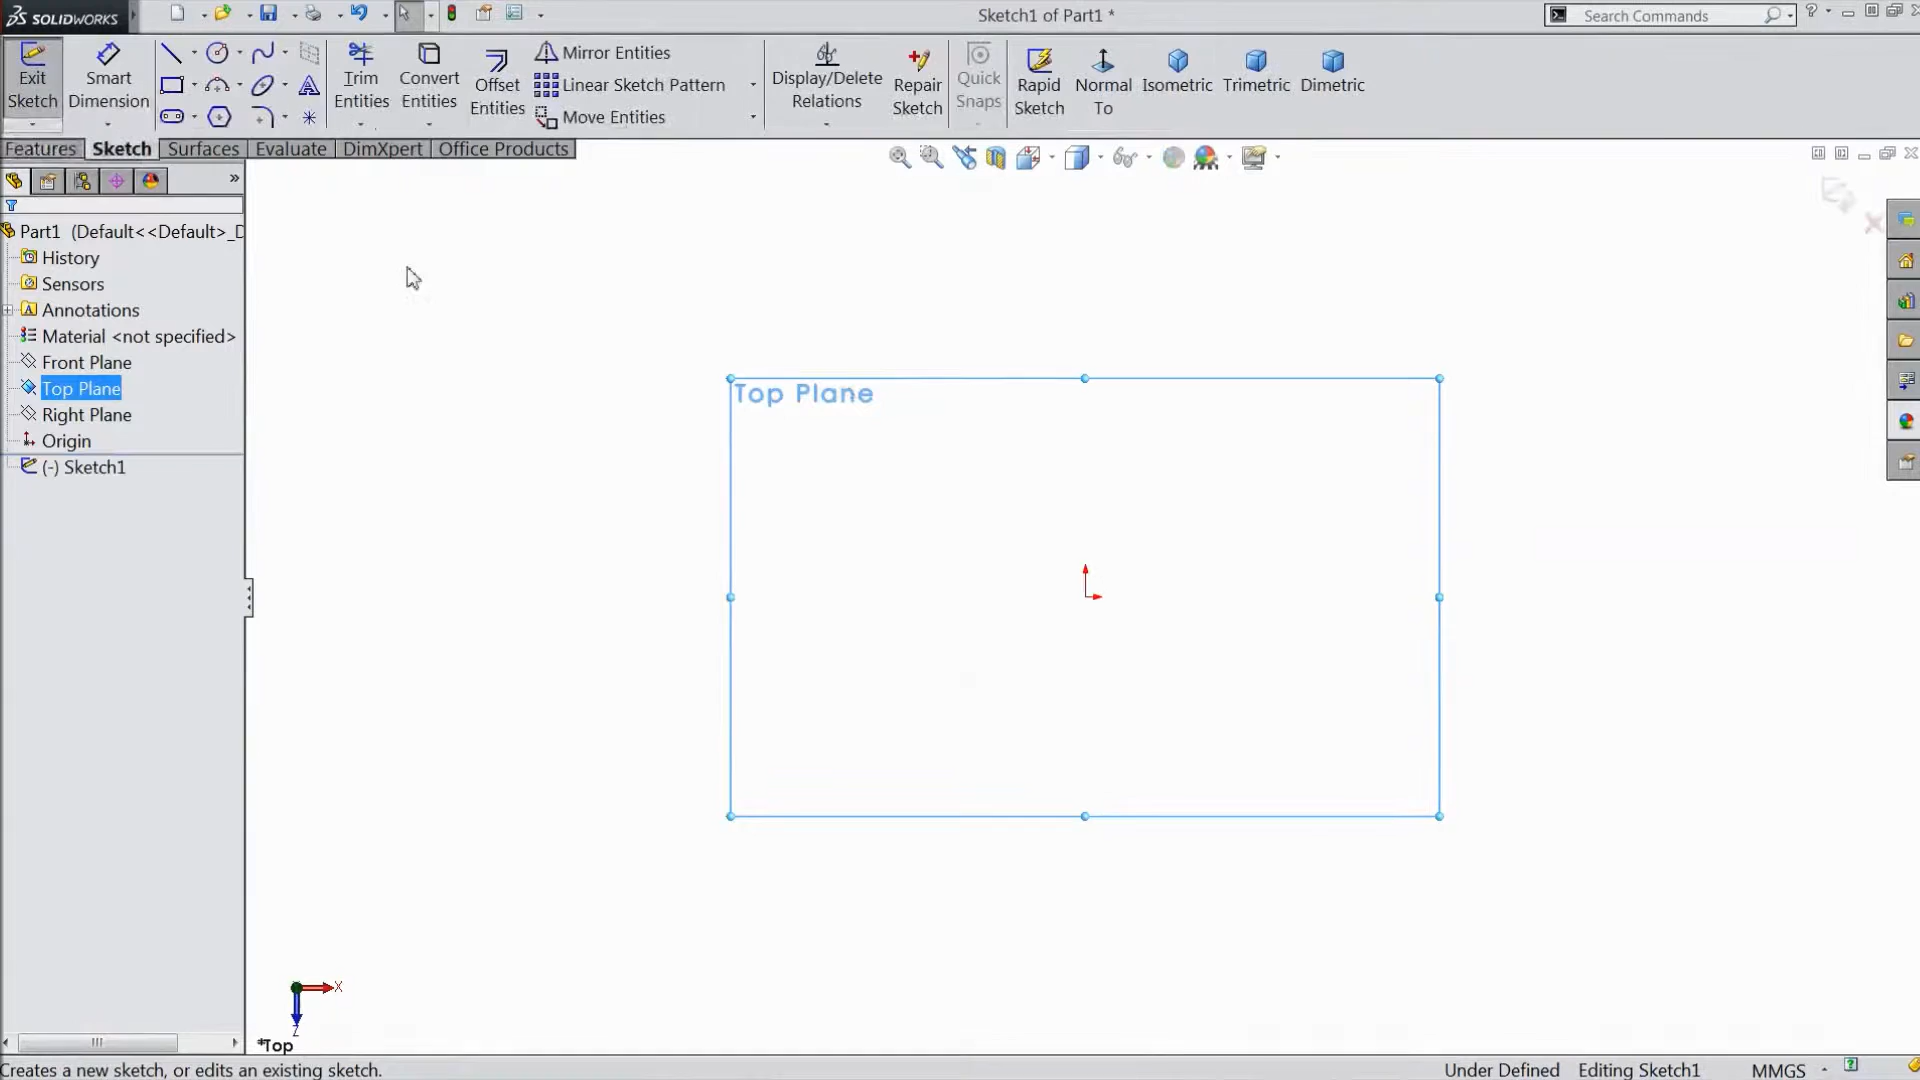 SOLIDWORKS
Sketch1 of Part1 *
Search Commands
Exit Sketch
Smart Dimension
Trim Entities
Convert Entities
Offset Entities
Mirror Entities
Linear Sketch Pattern
Move Entities
Display/Delete Relations
Repair Sketch
Quick Snaps
Rapid Sketch
Normal To
Isometric
Trimetric
Dimetric
Features
Sketch
Surfaces
Evaluate
DimXpert
Office Products
Part1 (Default<<Default>_D
History
Sensors
Annotations
Material <not specified>
Front Plane
Top Plane
Right Plane
Origin
(-) Sketch1
Top Plane
X
Z
*Top
Creates a new sketch, or edits an existing sketch.
Under Defined
Editing Sketch1
MMGS